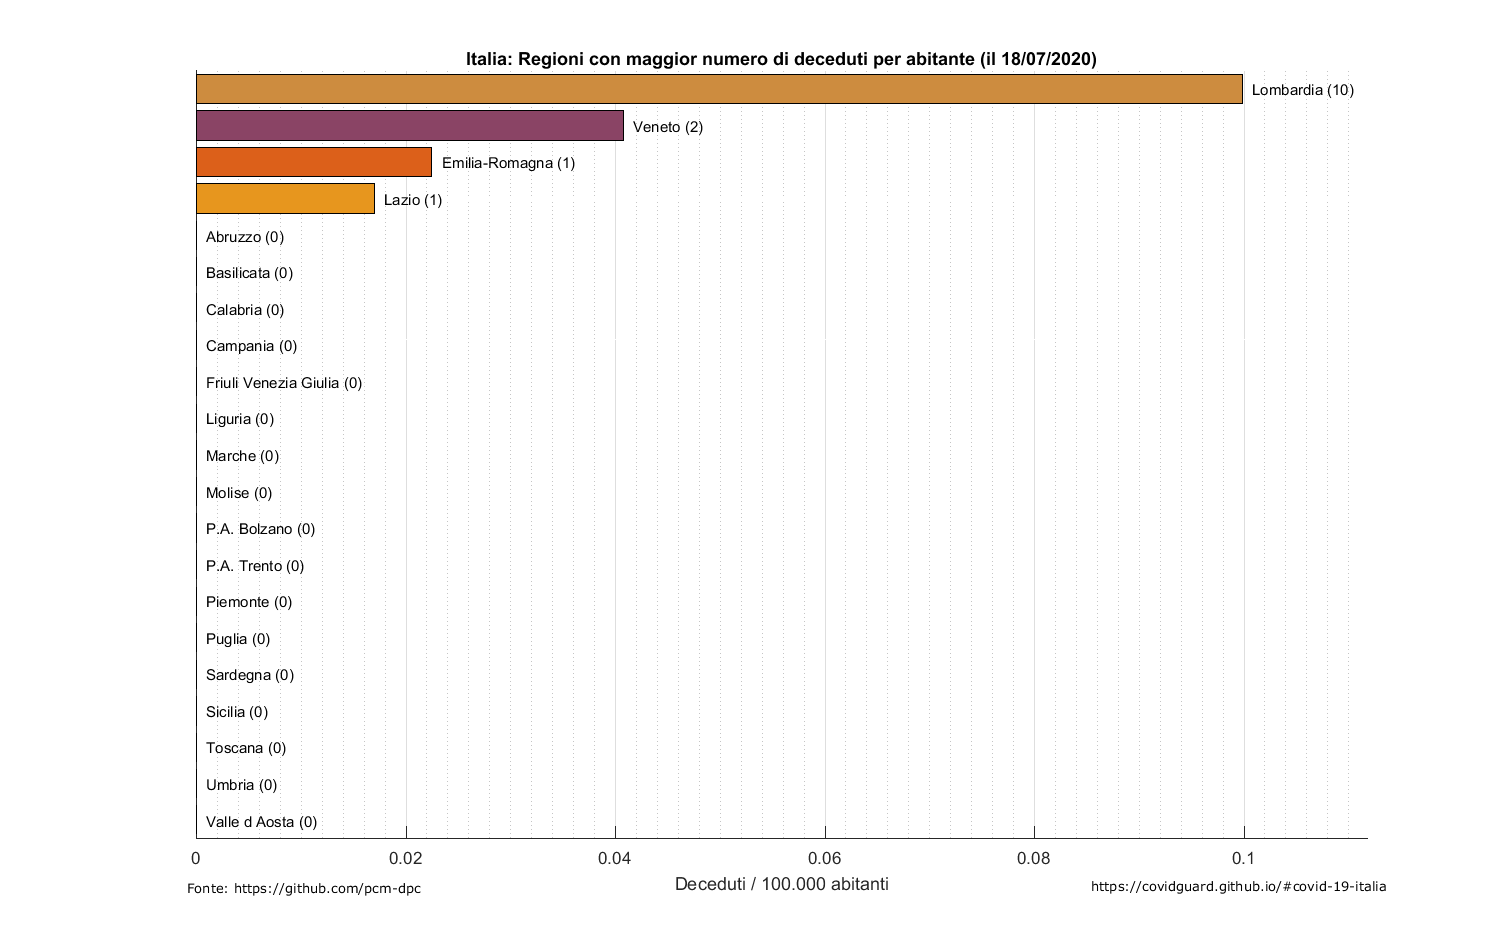 Italia: Regioni con maggior numero di deceduti per abitante (il 18/07/2020)
Lombardia (10)
Veneto (2)
Emilia-Romagna (1)
Lazio (1)
Abruzzo (0)
Basilicata (0)
Calabria (0)
Campania (0)
Friuli Venezia Giulia (0)
Liguria (0)
Marche (0)
Molise (0)
P.A. Bolzano (0)
P.A. Trento (0)
Piemonte (0)
Puglia (0)
Sardegna (0)
Sicilia (0)
Toscana (0)
Umbria (0)
Valle d Aosta (0)
0 0.02 0.04 0.06 0.08 0.1
Deceduti / 100.000 abitanti
Fonte: https://github.com/pcm-dpc
https://covidguard.github.io/#covid-19-italia